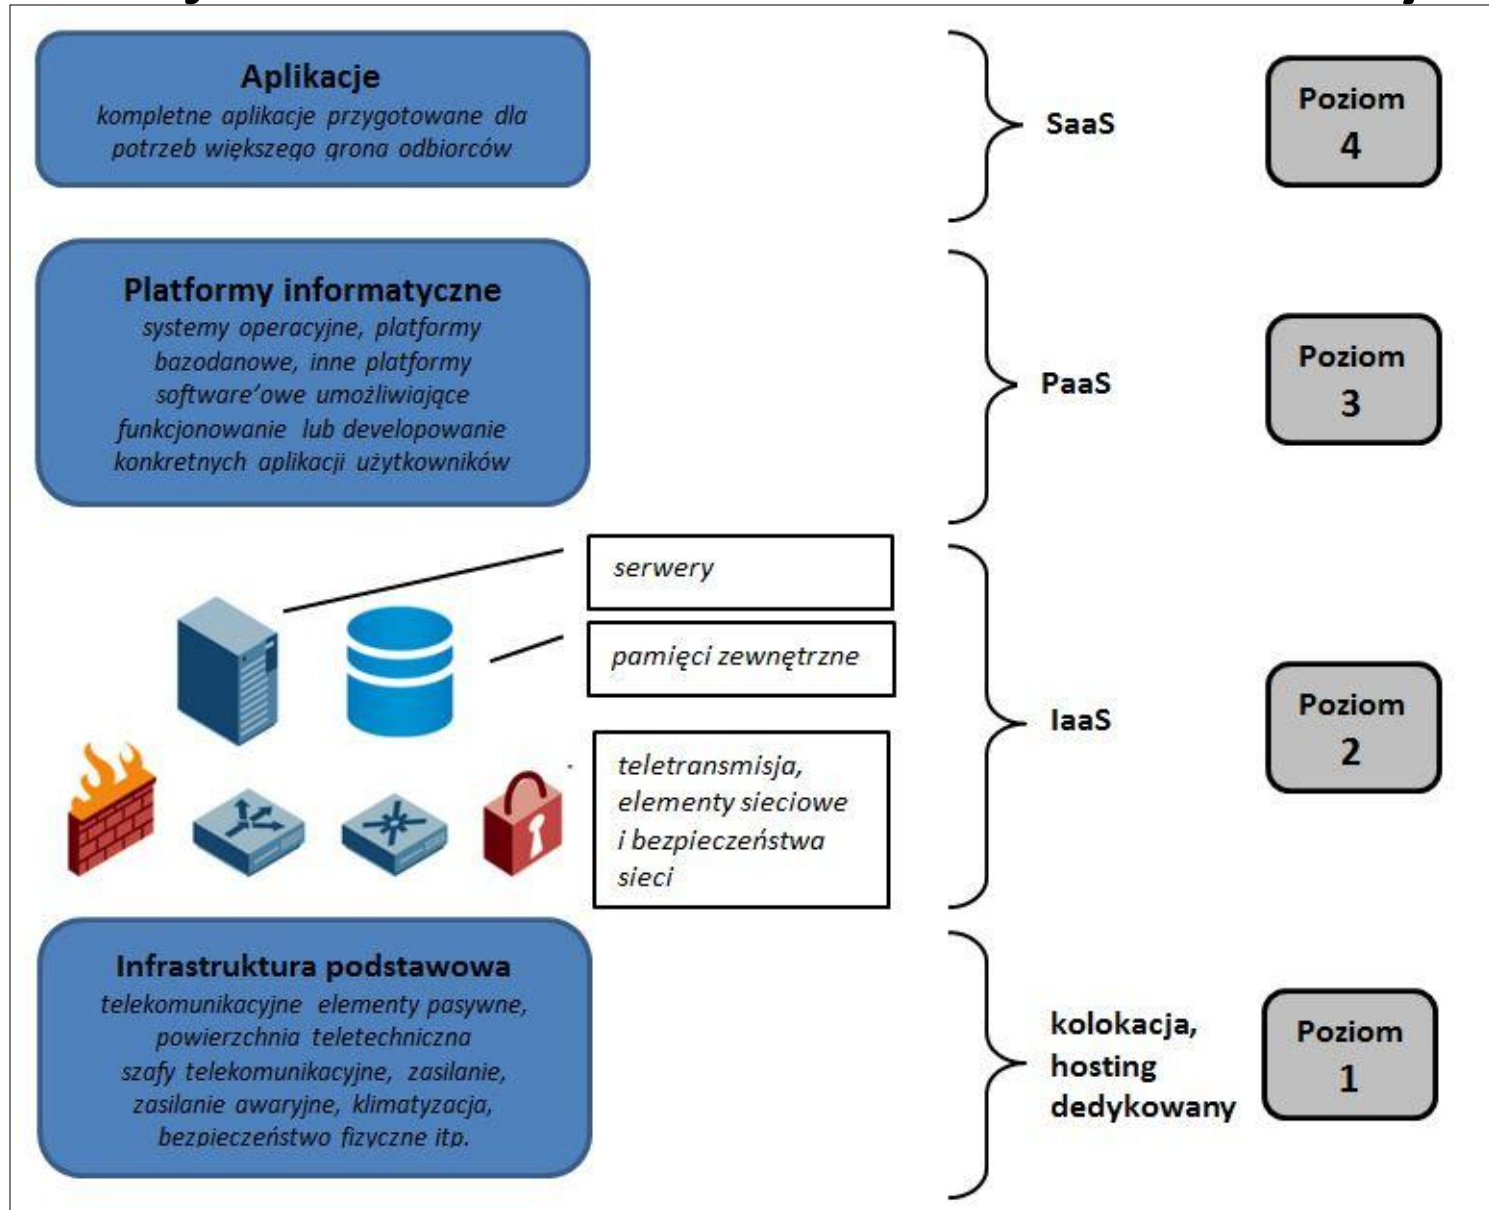 Aplikacje
kompletne aplikacje przygotowane dla
potrzeb większego grona odbiorców
SaaS
Poziom
4
Platformy informatyczne
systemy operacyjne, platformy
bazodanowe, inne platformy
software’owe umożliwiające
funkcjonowanie lub developowanie
konkretnych aplikacji użytkowników
PaaS
Poziom
3
serwery
pamięci zewnętrzne
teletransmisja,
elementy sieciowe
i bezpieczeństwa
sieci
IaaS
Poziom
2
Infrastruktura podstawowa
telekomunikacyjne elementy pasywne,
powierzchnia teletechniczna
szafy telekomunikacyjne, zasilanie,
zasilanie awaryjne, klimatyzacja,
bezpieczeństwo fizyczne itp.
kolokacja,
hosting
dedykowany
Poziom
1